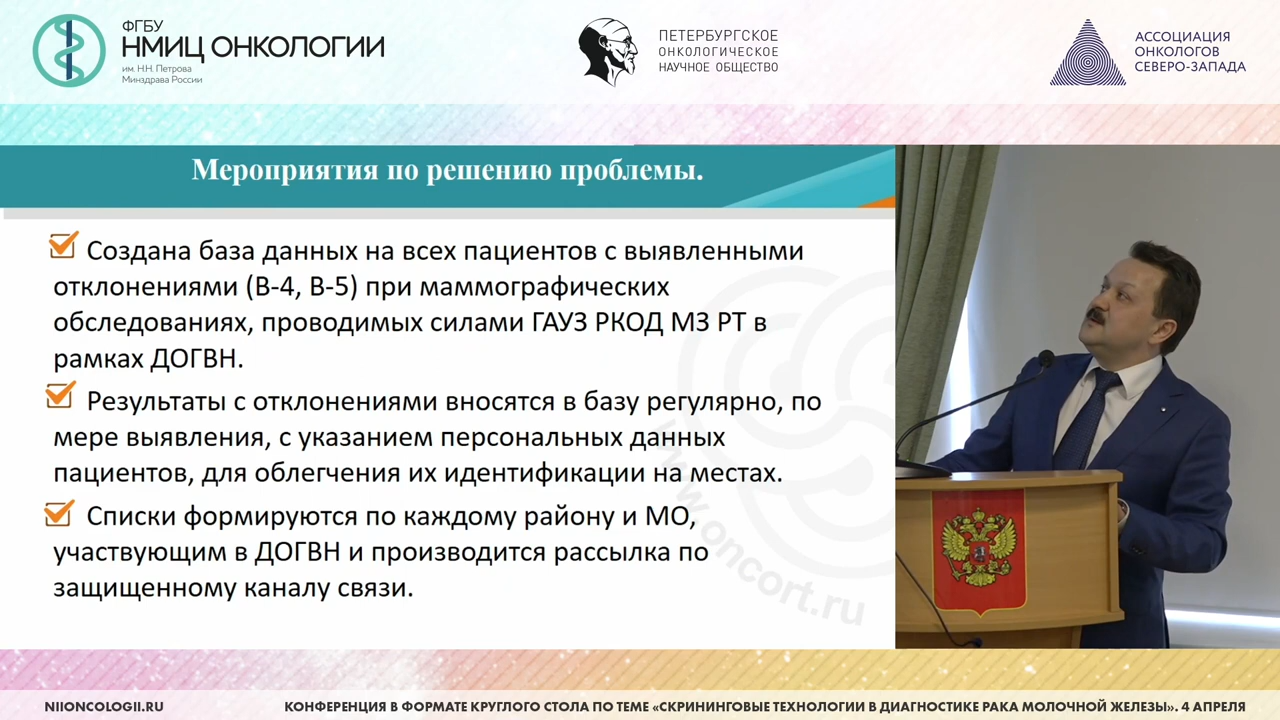 ФГБУ
НМИЦ ОНКОЛОГИИ
им. Н.Н. Петрова
Минздрава России
ПЕТЕРБУРГСКОЕ
ОНКОЛОГИЧЕСКОЕ
НАУЧНОЕ ОБЩЕСТВО
АССОЦИАЦИЯ
ОНКОЛОГОВ
СЕВЕРО-ЗАПАДА
Мероприятия по решению проблемы.
Создана база данных на всех пациентов с выявленными
отклонениями (В-4, В-5) при маммографических
обследованиях, проводимых силами ГАУЗ РКОД МЗ РТ в
рамках ДОГВН.
Результаты с отклонениями вносятся в базу регулярно, по
мере выявления, с указанием персональных данных
пациентов, для облегчения их идентификации на местах.
Списки формируются по каждому району и МО,
участвующим в ДОГВН и производится рассылка по
защищенному каналу связи.
www.oncort.ru
NIIONCOLOGII.RU
КОНФЕРЕНЦИЯ В ФОРМАТЕ КРУГЛОГО СТОЛА ПО ТЕМЕ «СКРИНИНГОВЫЕ ТЕХНОЛОГИИ В ДИАГНОСТИКЕ РАКА МОЛОЧНОЙ ЖЕЛЕЗЫ». 4 АПРЕЛЯ